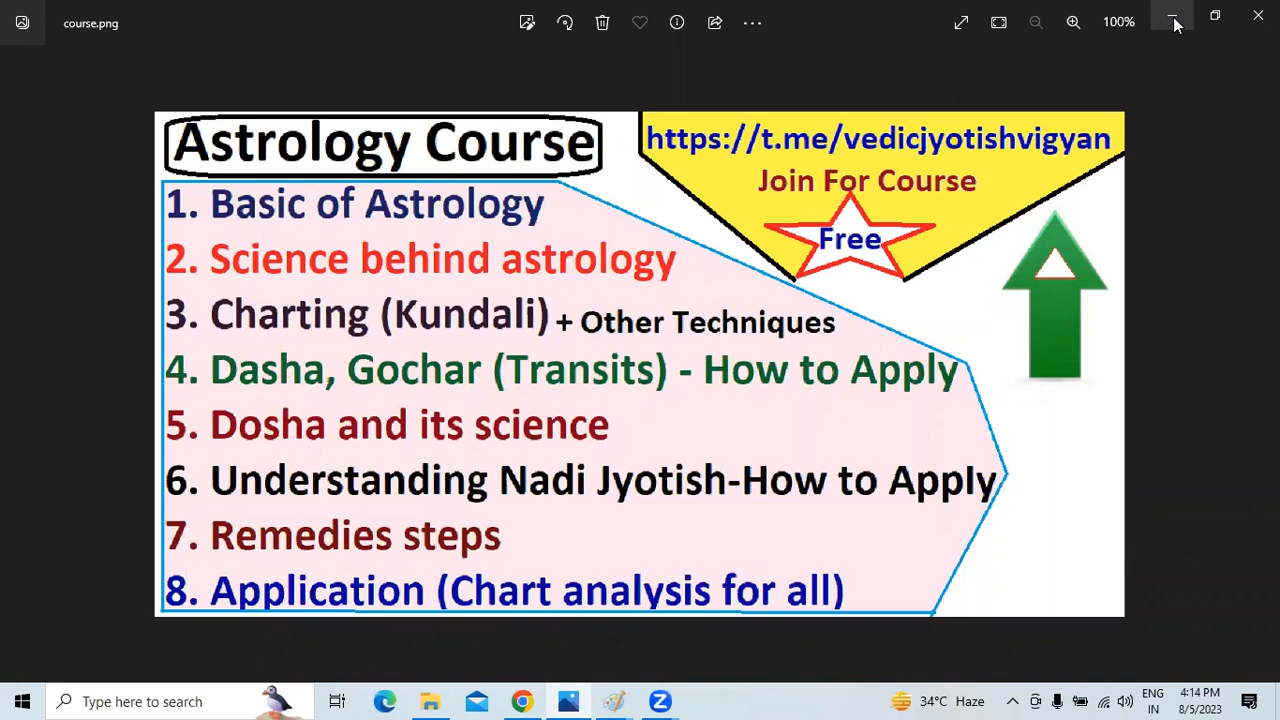 course.png
100%
Astrology Course
https://t.me/vedicjyotishvigyan
Join For Course
Free
1. Basic of Astrology
2. Science behind astrology
3. Charting (Kundali) + Other Techniques
4. Dasha, Gochar (Transits) - How to Apply
5. Dosha and its science
6. Understanding Nadi Jyotish-How to Apply
7. Remedies steps
8. Application (Chart analysis for all)
Type here to search
34°C Haze
ENG
IN
4:14 PM
8/5/2023